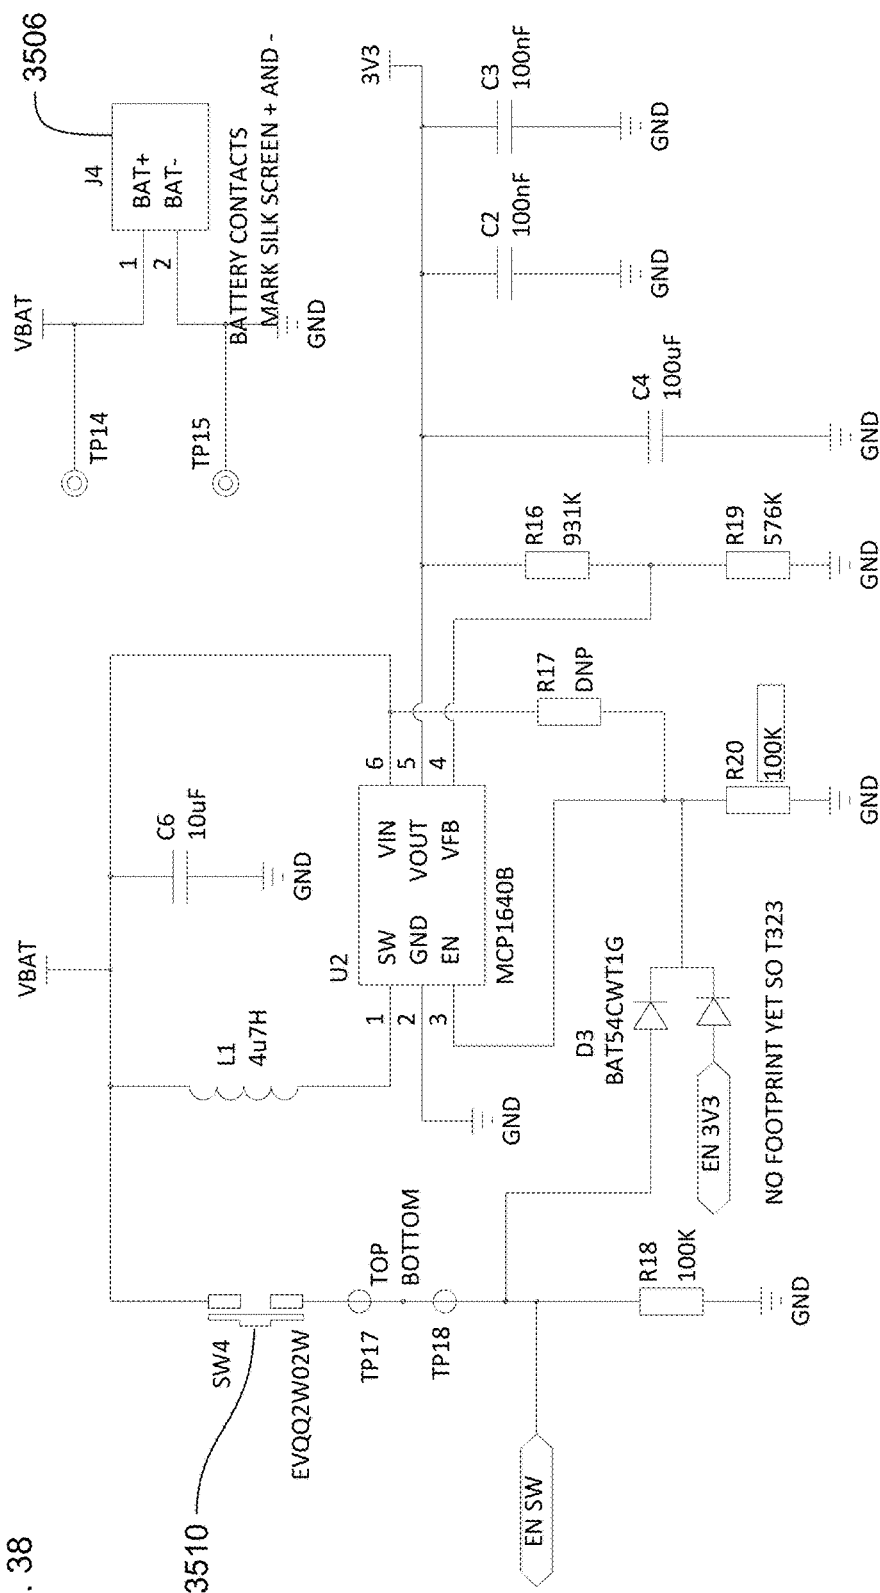 . 38
3510
SW4
EVQQ2W02W
TP17
TOP
BOTTOM
TP18
EN SW
R18
100K
GND
VBAT
L1
4u7H
C6
10uF
GND
U2
1
2
3
SW
GND
EN
VIN
VOUT
VFB
6
5
4
MCP1640B
GND
D3
BAT54CWT1G
EN 3V3
NO FOOTPRINT YET SO T323
R17
DNP
R20
100K
GND
R16
931K
R19
576K
GND
C4
100uF
GND
C2
100nF
GND
C3
100nF
GND
3V3
VBAT
TP14
TP15
1
2
J4
BAT+
BAT-
3506
BATTERY CONTACTS
MARK SILK SCREEN + AND -
GND